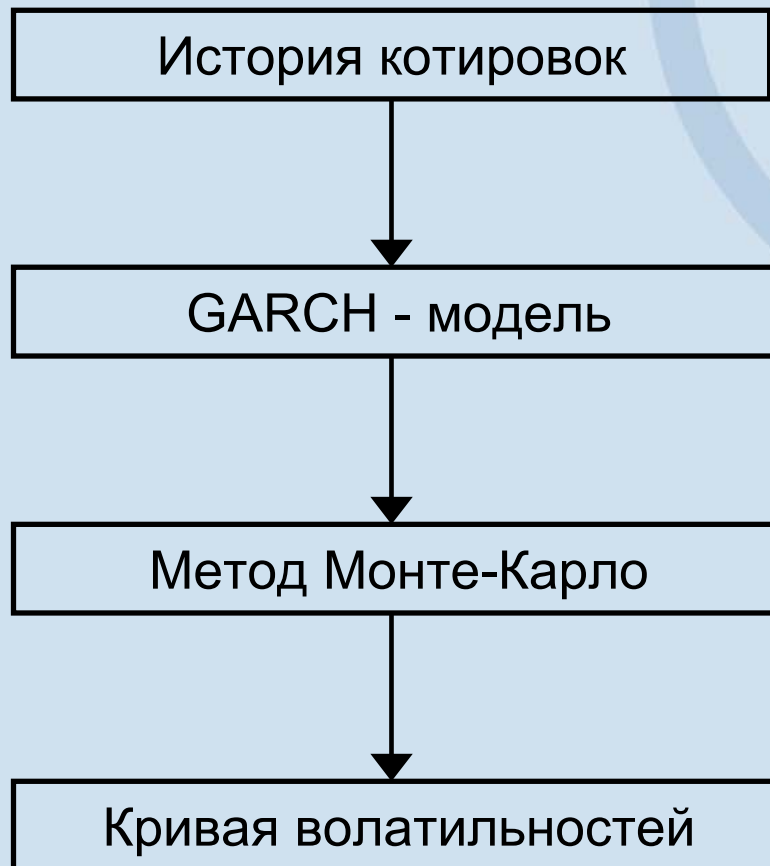 История котировок
GARCH - модель
Метод Монте-Карло
Кривая волатильностей